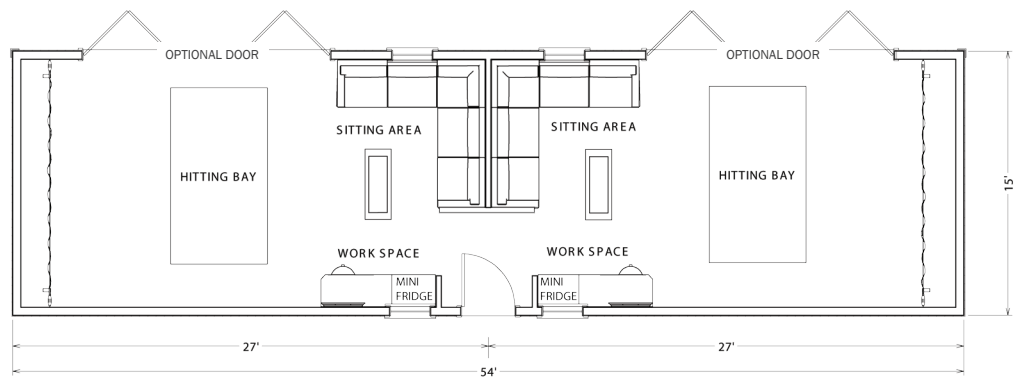 OPTIONAL DOOR
OPTIONAL DOOR
SITTING AREA
SITTING AREA
HITTING BAY
HITTING BAY
15'
WORK SPACE
WORK SPACE
MINI
FRIDGE
MINI
FRIDGE
27'
27'
54'